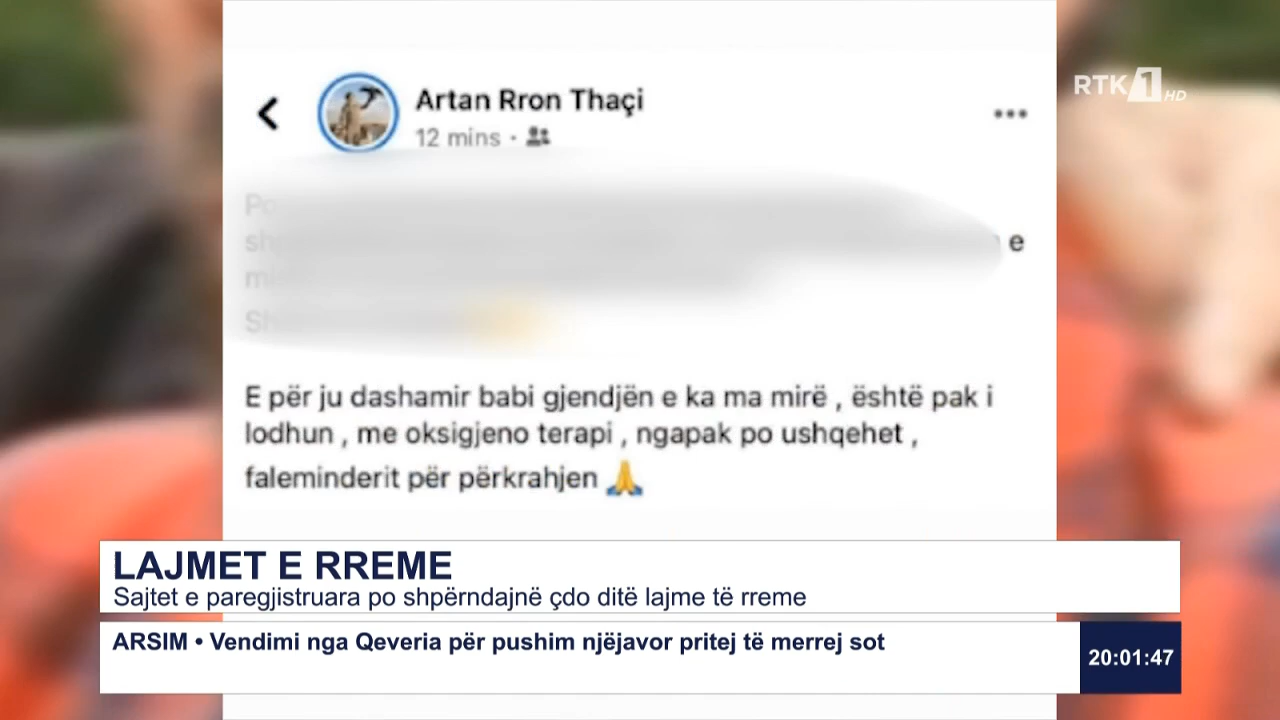 Artan Rron Thaçi
RTK 1 HD
12 mins ·
e
E për ju dashamir babi gjendjën e ka ma mirë , është pak i
lodhun , me oksigjeno terapi , ngapak po ushqehet ,
faleminderit për përkrahjen 🙏
LAJMET E RREME
Sajtet e paregjistruara po shpërndajnë çdo ditë lajme të rreme
ARSIM • Vendimi nga Qeveria për pushim njëjavor pritej të merrej sot
20:01:47